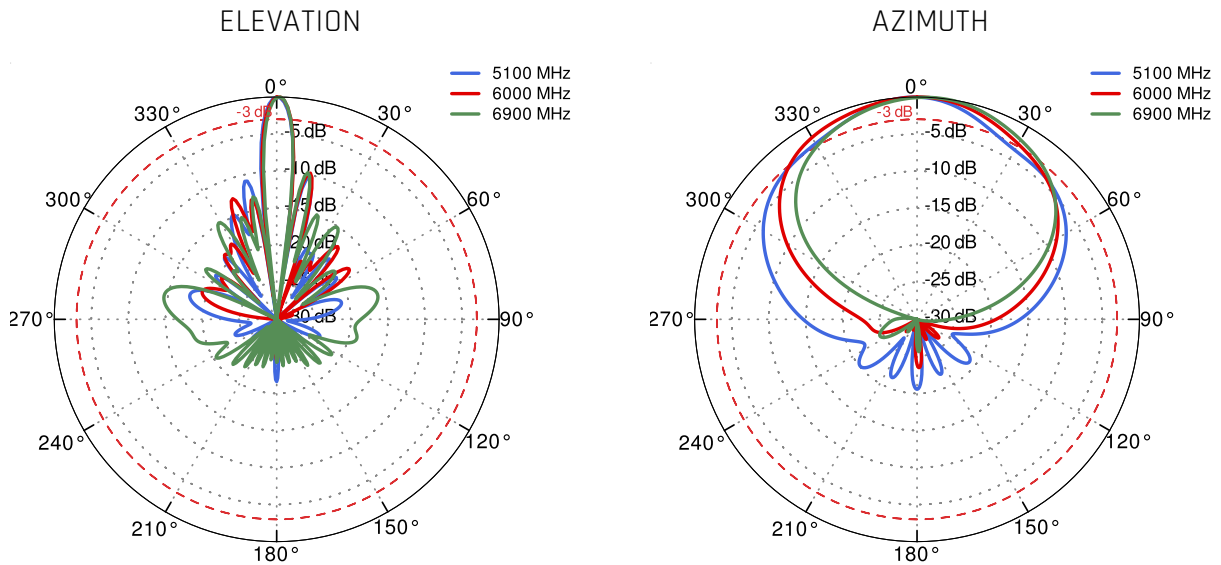 ELEVATION
5100 MHz
6000 MHz
6900 MHz
0°
330°
30°
-3 dB
-5 dB
-10 dB
300°
60°
-15 dB
-20 dB
-30 dB
270°
90°
240°
120°
210°
150°
180°
AZIMUTH
5100 MHz
6000 MHz
6900 MHz
0°
330°
30°
-3 dB
-5 dB
-10 dB
300°
60°
-15 dB
-20 dB
-25 dB
-30 dB
270°
90°
240°
120°
210°
150°
180°